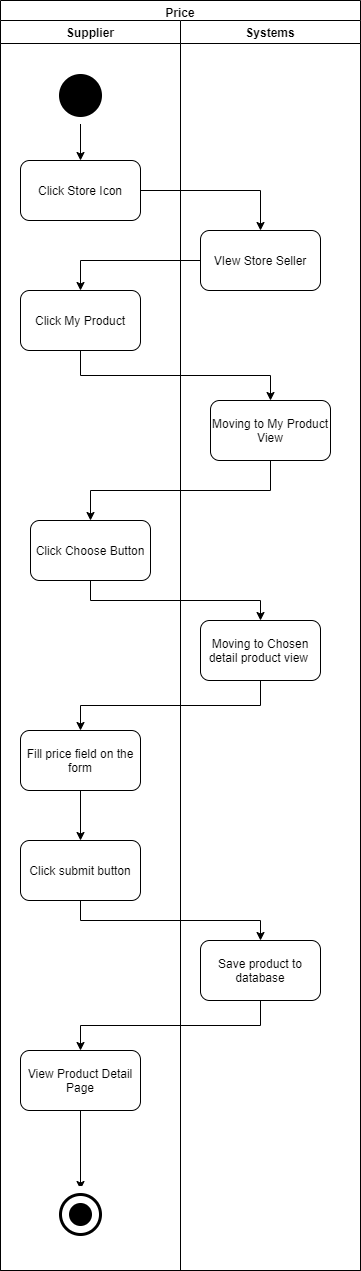 Price
Supplier
Systems
Click Store Icon
VIew Store Seller
Click My Product
Moving to My Product
View
Click Choose Button
Moving to Chosen
detail product view
Fill price field on the
form
Click submit button
Save product to
database
View Product Detail
Page